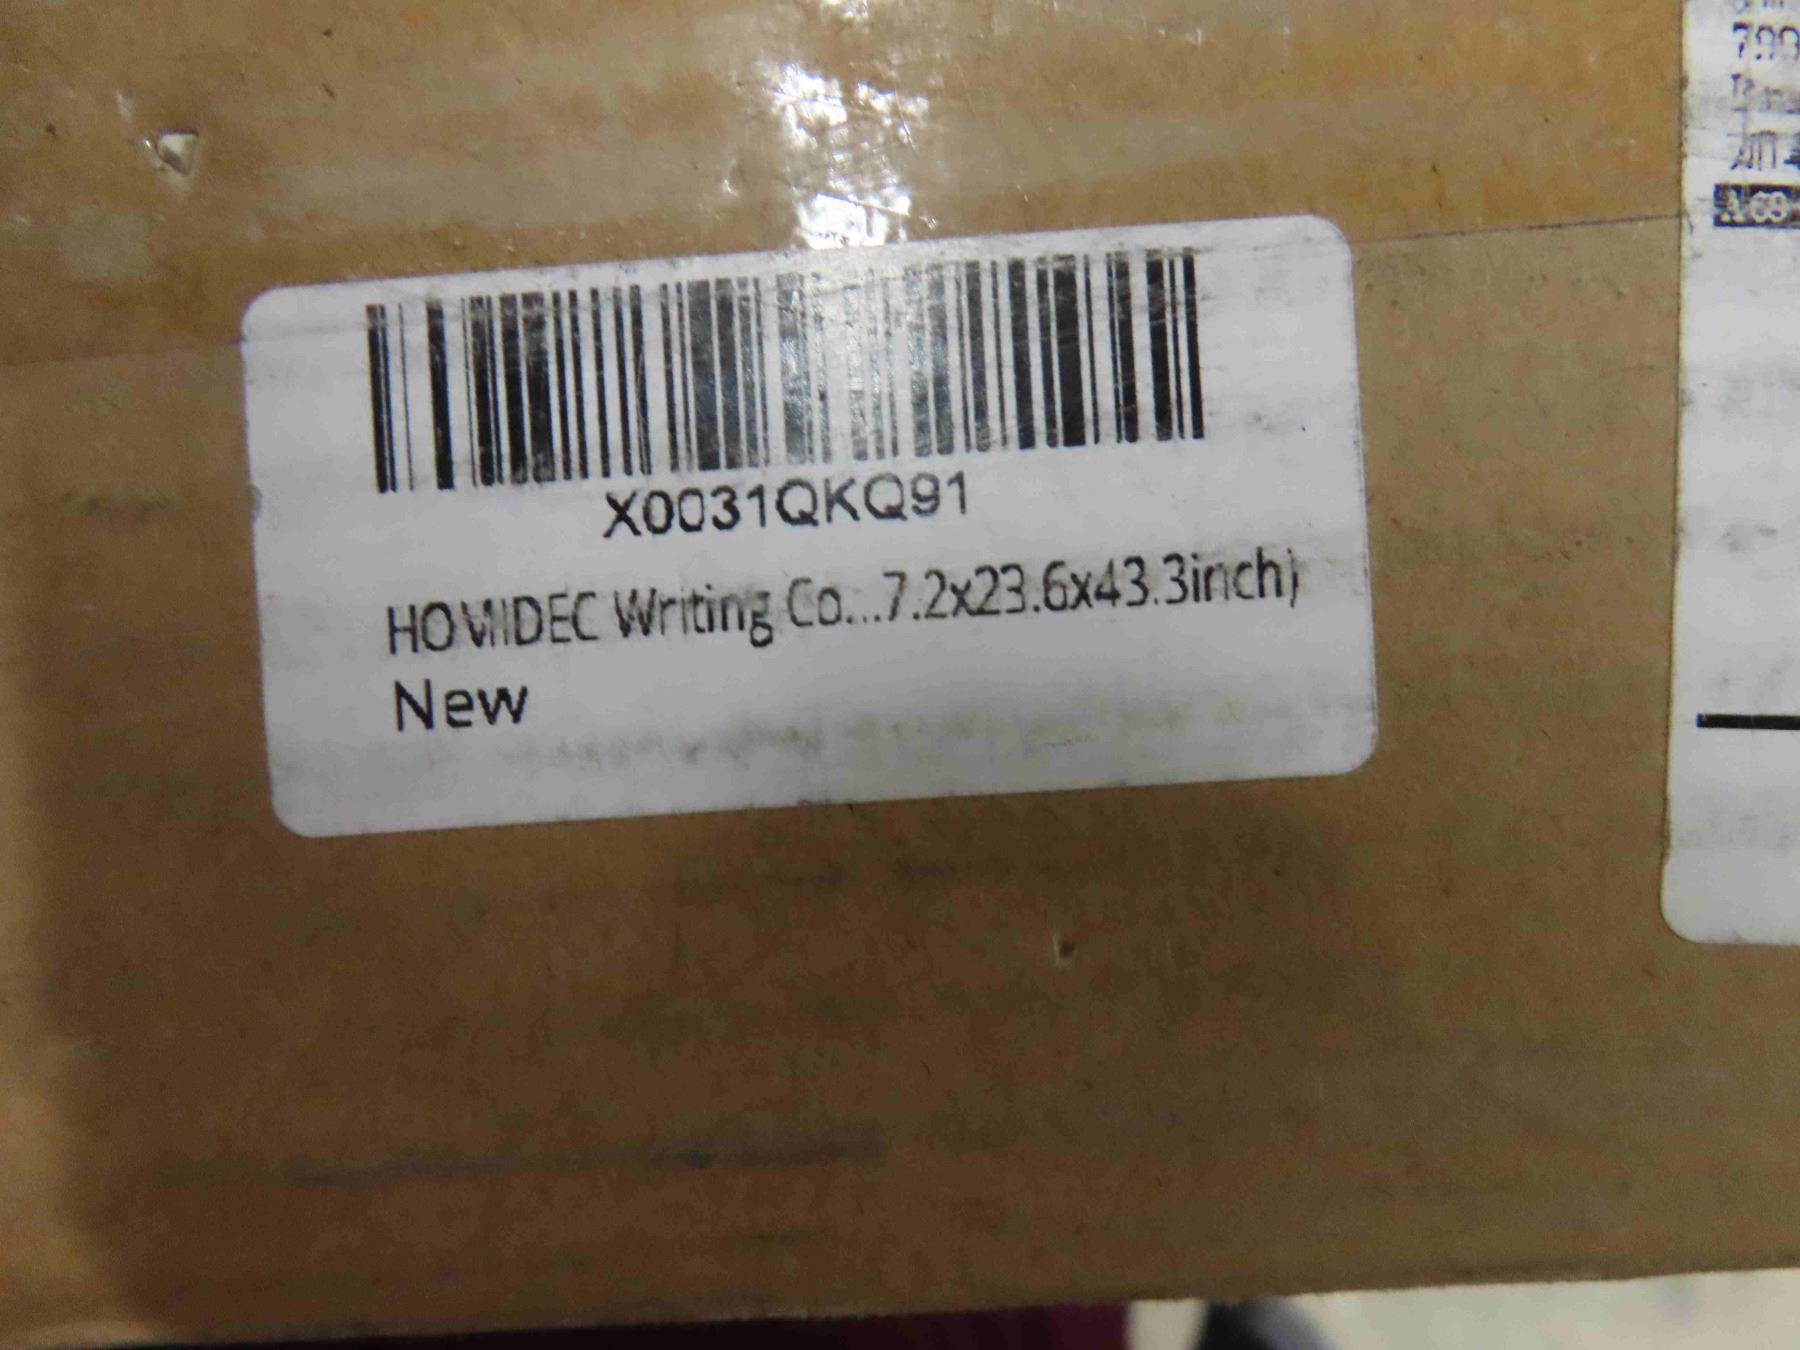 X0031QKQ91
HOMIDEC Writing Co...7.2x23.6x43.3inch)
New